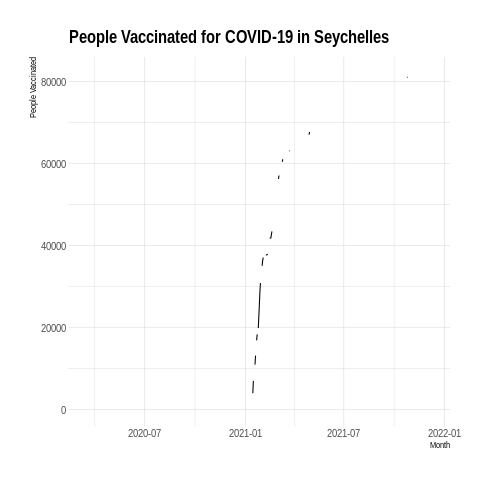 People Vaccinated for COVID-19 in Seychelles
People Vaccinated
80000
60000
40000
20000
0
2020-07 2021-01 2021-07 2022-01
Month